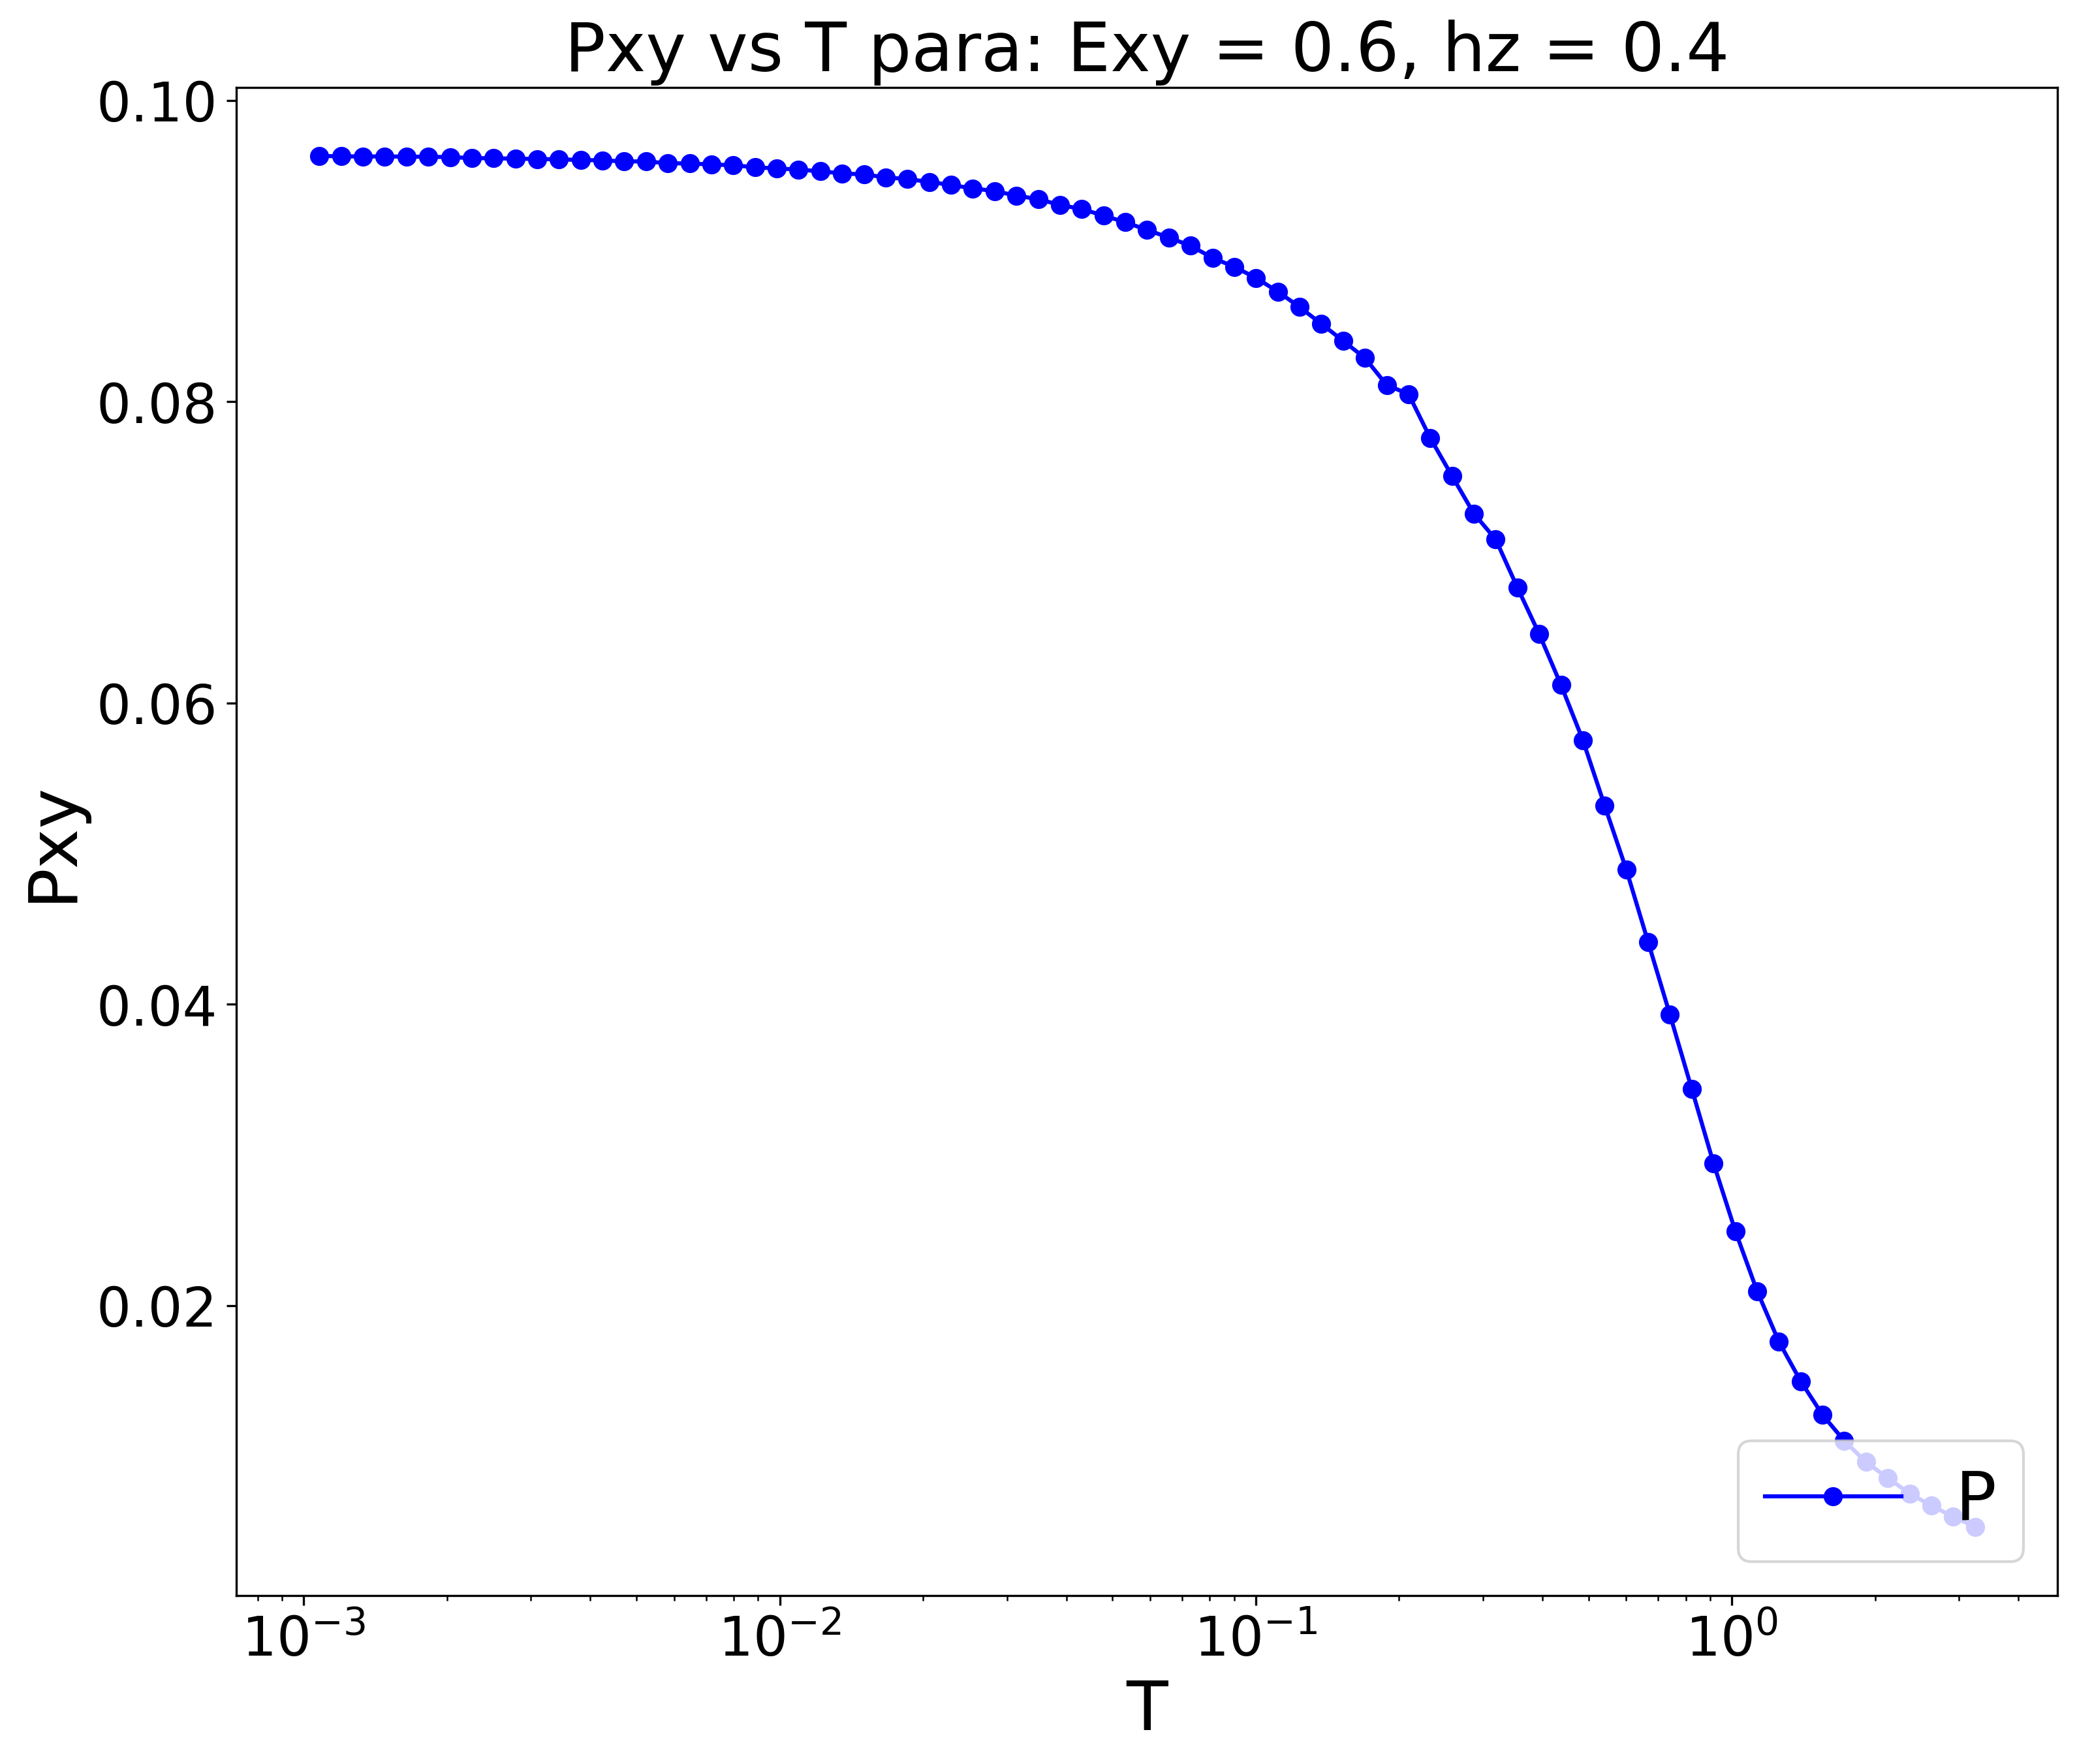 Pxy vs T para: Exy = 0.6, hz = 0.4
0.10
0.08
0.06
0.04
0.02
Pxy
P
10⁻³ 10⁻² 10⁻¹ 10⁰
T